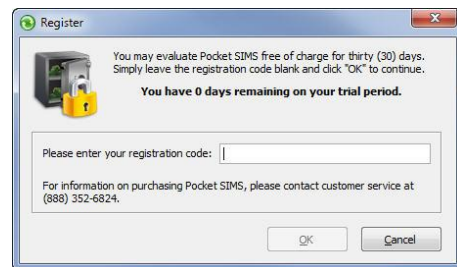 Register
You may evaluate Pocket SIMS free of charge for thirty (30) days.
Simply leave the registration code blank and click "OK" to continue.
You have 0 days remaining on your trial period.
Please enter your registration code:
For information on purchasing Pocket SIMS, please contact customer service at
(888) 352-6824.
OK
Cancel